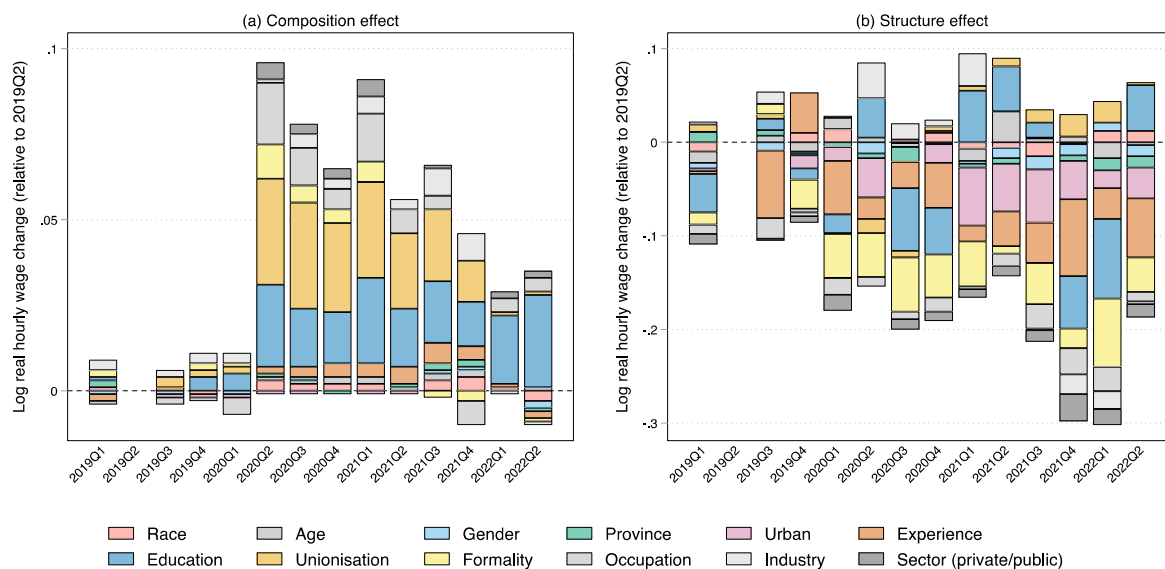 (a) Composition effect
(b) Structure effect
Log real hourly wage change (relative to 2019Q2)
.1
.05
0
2019Q1
2019Q2
2019Q3
2019Q4
2020Q1
2020Q2
2020Q3
2020Q4
2021Q1
2021Q2
2021Q3
2021Q4
2022Q1
2022Q2
Log real hourly wage change (relative to 2019Q2)
.1
0
-.1
-.2
-.3
2019Q1
2019Q2
2019Q3
2019Q4
2020Q1
2020Q2
2020Q3
2020Q4
2021Q1
2021Q2
2021Q3
2021Q4
2022Q1
2022Q2
Race Age Gender Province Urban Experience
Education Unionisation Formality Occupation Industry Sector (private/public)